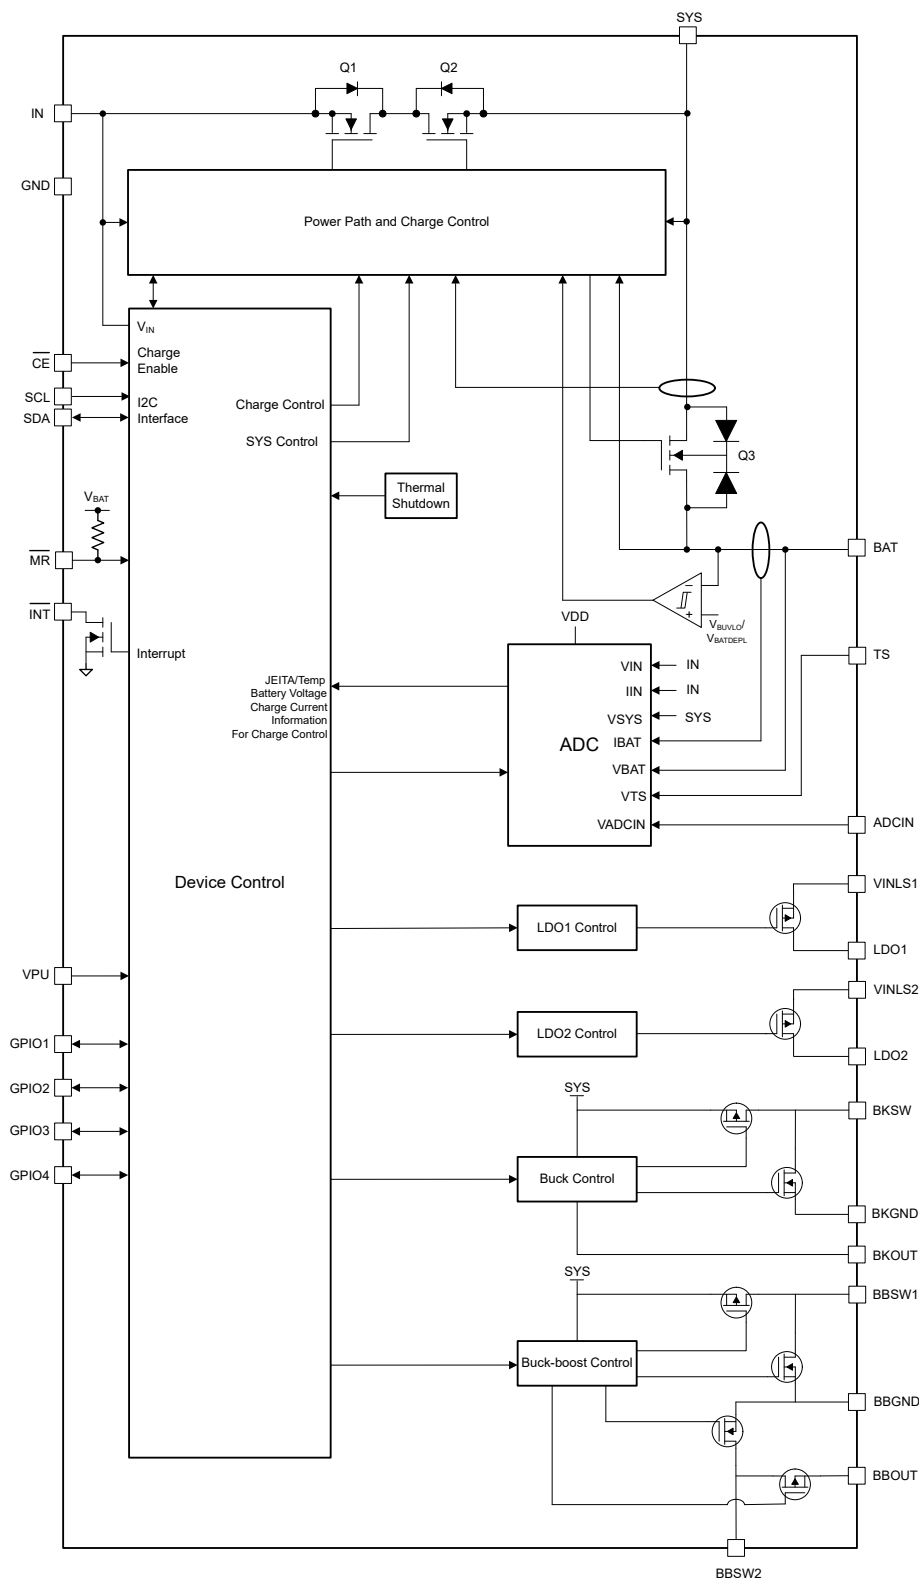 SYS
Q1
Q2
IN
GND
Power Path and Charge Control
VIN
CE
Charge
Enable
SCL
I2C
SDA
Interface
Charge Control
SYS Control
Q3
Thermal
Shutdown
VBAT
MR
BAT
INT
VBUVLO/
VBATDEPL
VDD
Interrupt
TS
JEITA/Temp
Battery Voltage
Charge Current
Information
For Charge Control
VIN
IN
IIN
IN
VSYS
SYS
ADC
IBAT
VBAT
VTS
VADCIN
ADCIN
Device Control
VINLS1
LDO1 Control
LDO1
VPU
VINLS2
LDO2 Control
LDO2
GPIO1
GPIO2
GPIO3
GPIO4
SYS
BKSW
Buck Control
BKGND
BKOUT
SYS
BBSW1
Buck-boost Control
BBGND
BBOUT
BBSW2